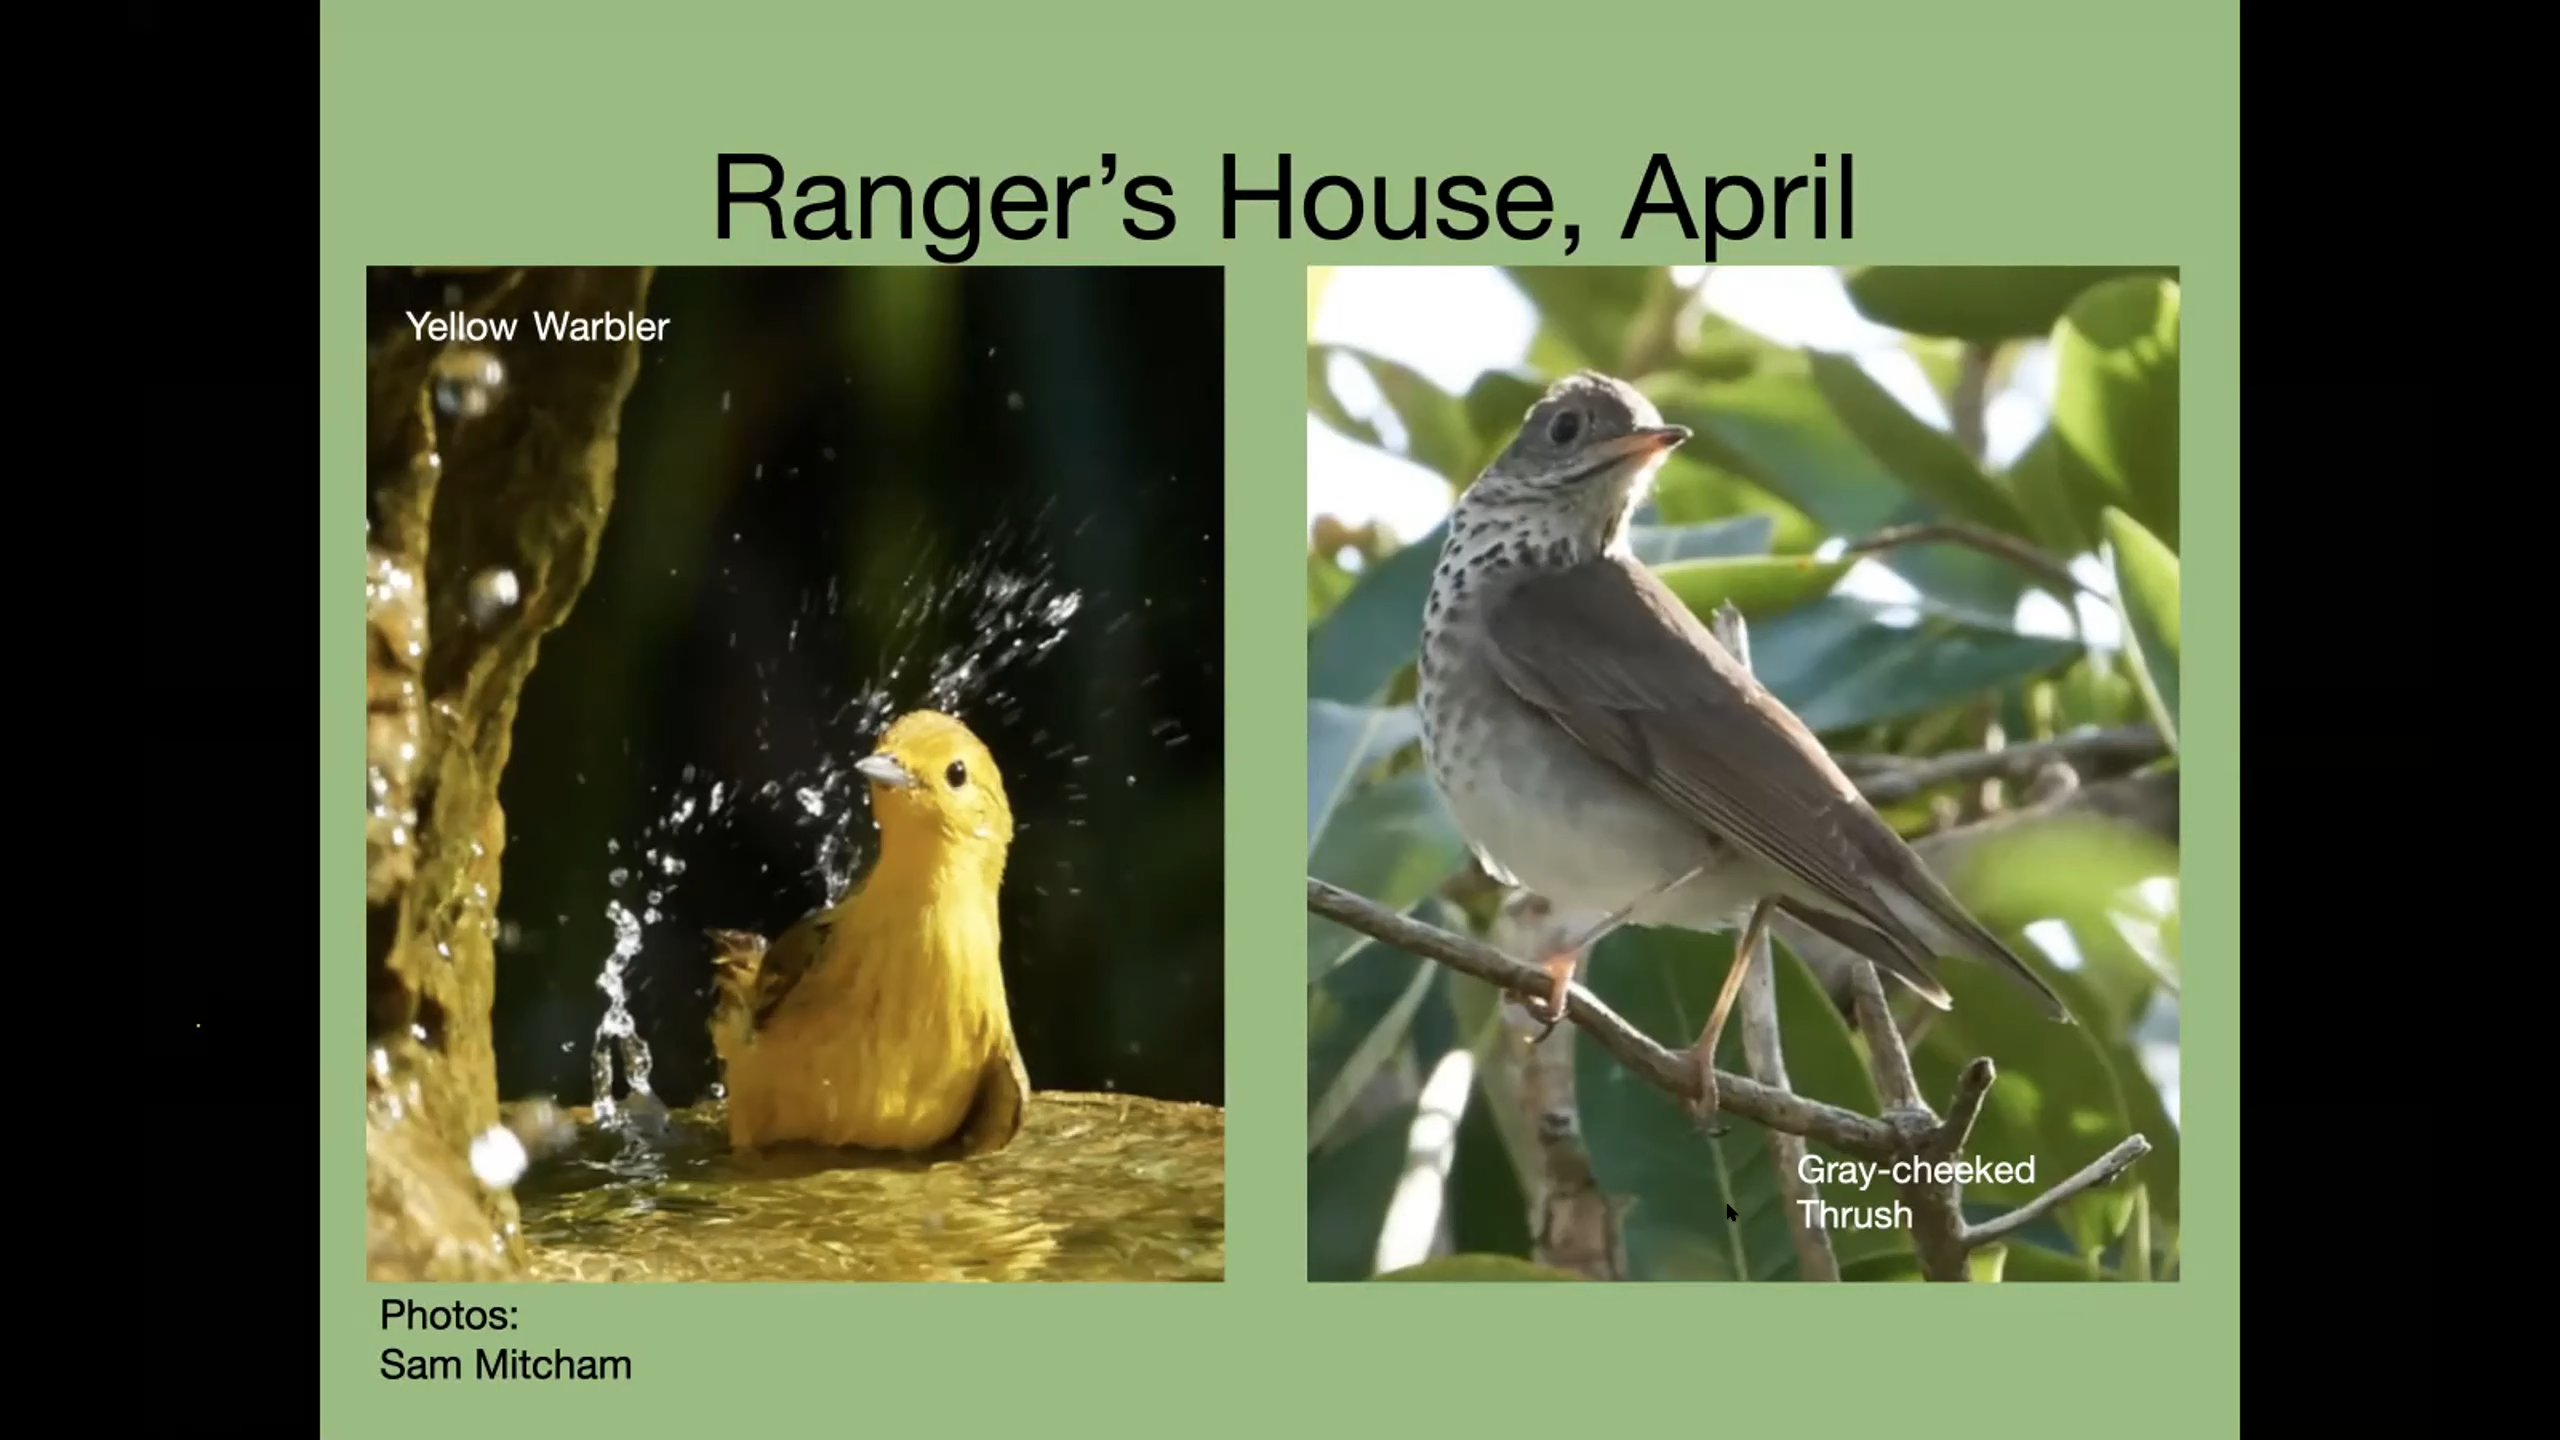 Ranger’s House, April
Yellow Warbler
Gray-cheeked
Thrush
Photos:
Sam Mitcham